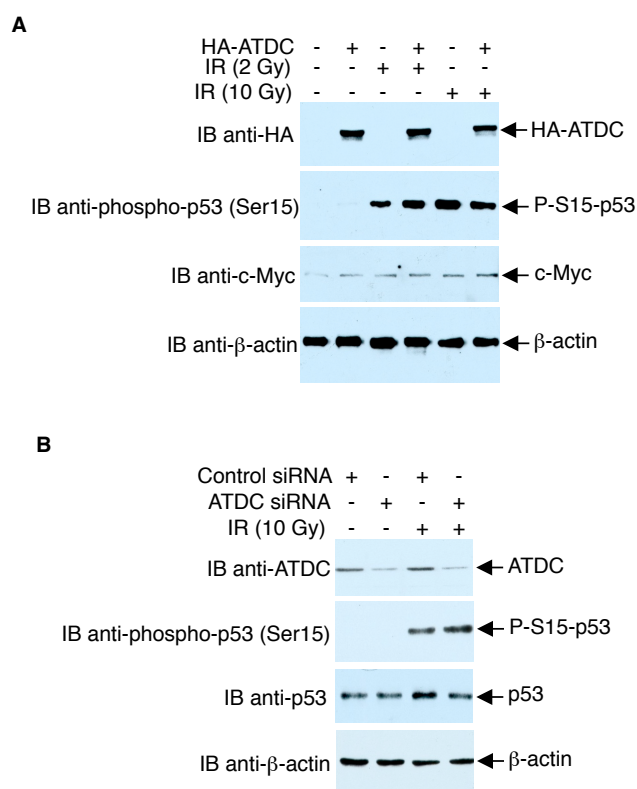 A
HA-ATDC - + - + - +
IR (2 Gy) - - + + - -
IR (10 Gy) - - - - + +
IB anti-HA HA-ATDC
IB anti-phospho-p53 (Ser15) P-S15-p53
IB anti-c-Myc c-Myc
IB anti-β-actin β-actin
B
Control siRNA + - + -
ATDC siRNA - + - +
IR (10 Gy) - - + +
IB anti-ATDC ATDC
IB anti-phospho-p53 (Ser15) P-S15-p53
IB anti-p53 p53
IB anti-β-actin β-actin